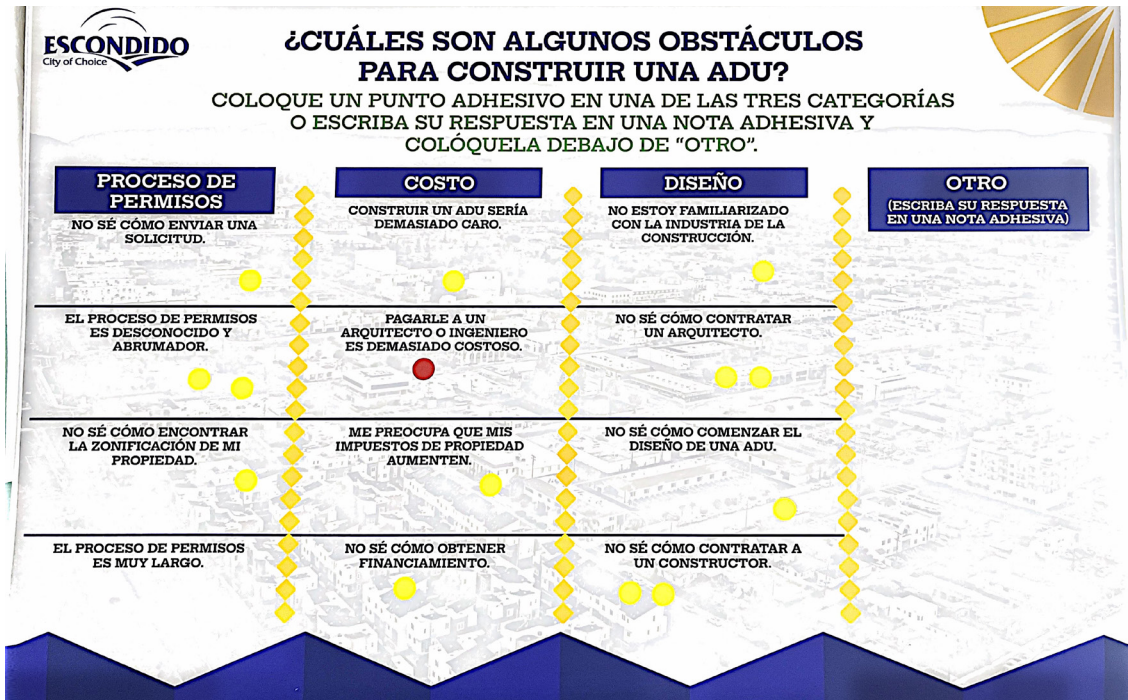 ESCONDIDO
City of Choice
¿CUÁLES SON ALGUNOS OBSTÁCULOS
PARA CONSTRUIR UNA ADU?
COLOQUE UN PUNTO ADHESIVO EN UNA DE LAS TRES CATEGORÍAS
O ESCRIBA SU RESPUESTA EN UNA NOTA ADHESIVA Y
COLÓQUELA DEBAJO DE “OTRO”.
PROCESO DE
PERMISOS
NO SÉ CÓMO ENVIAR UNA
SOLICITUD.
EL PROCESO DE PERMISOS
ES DESCONOCIDO Y
ABRUMADOR.
NO SÉ CÓMO ENCONTRAR
LA ZONIFICACIÓN DE MI
PROPIEDAD.
EL PROCESO DE PERMISOS
ES MUY LARGO.
COSTO
CONSTRUIR UN ADU SERÍA
DEMASIADO CARO.
PAGARLE A UN
ARQUITECTO O INGENIERO
ES DEMASIADO COSTOSO.
ME PREOCUPA QUE MIS
IMPUESTOS DE PROPIEDAD
AUMENTEN.
NO SÉ CÓMO OBTENER
FINANCIAMIENTO.
DISEÑO
NO ESTOY FAMILIARIZADO
CON LA INDUSTRIA DE LA
CONSTRUCCIÓN.
NO SÉ CÓMO CONTRATAR
UN ARQUITECTO.
NO SÉ CÓMO COMENZAR EL
DISEÑO DE UNA ADU.
NO SÉ CÓMO CONTRATAR A
UN CONSTRUCTOR.
OTRO
(ESCRIBA SU RESPUESTA
EN UNA NOTA ADHESIVA)